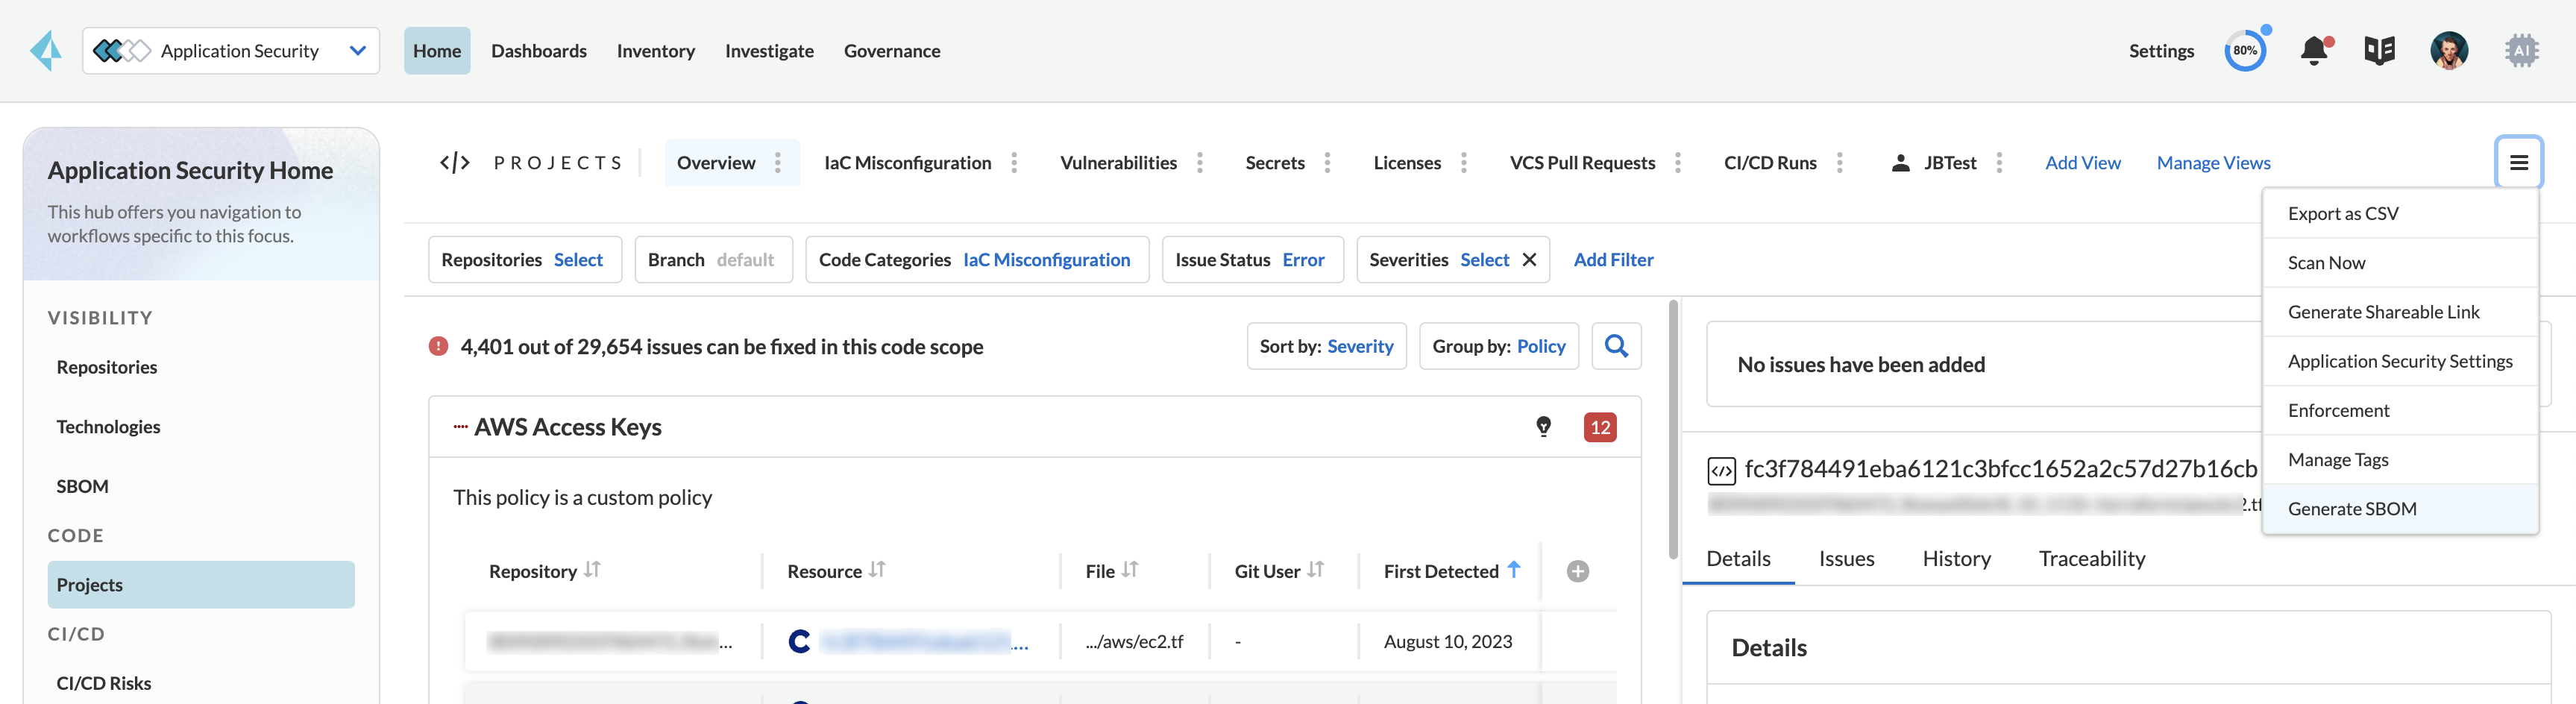 Application Security
Home
Dashboards
Inventory
Investigate
Governance
Settings
80%
AI
Application Security Home
This hub offers you navigation to
workflows specific to this focus.
VISIBILITY
Repositories
Technologies
SBOM
CODE
Projects
CI/CD
CI/CD Risks
</> PROJECTS
Overview
IaC Misconfiguration
Vulnerabilities
Secrets
Licenses
VCS Pull Requests
CI/CD Runs
JBTest
Add View
Manage Views
Repositories Select
Branch default
Code Categories IaC Misconfiguration
Issue Status Error
Severities Select
Add Filter
4,401 out of 29,654 issues can be fixed in this code scope
Sort by: Severity
Group by: Policy
AWS Access Keys
12
This policy is a custom policy
Repository
Resource
File
Git User
First Detected
...
...
.../aws/ec2.tf
-
August 10, 2023
No issues have been added
</> fc3f784491eba6121c3bfcc1652a2c57d27b16cb
2.tf
Details
Issues
History
Traceability
Details
Export as CSV
Scan Now
Generate Shareable Link
Application Security Settings
Enforcement
Manage Tags
Generate SBOM